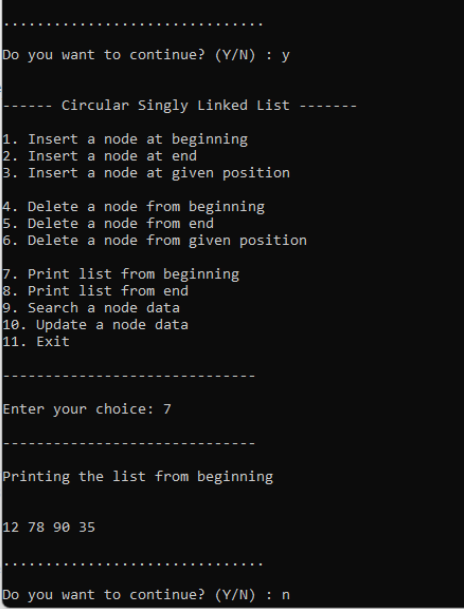 ...............................
Do you want to continue? (Y/N) : y
------ Circular Singly Linked List -------
1. Insert a node at beginning
2. Insert a node at end
3. Insert a node at given position
4. Delete a node from beginning
5. Delete a node from end
6. Delete a node from given position
7. Print list from beginning
8. Print list from end
9. Search a node data
10. Update a node data
11. Exit
------------------------------
Enter your choice: 7
------------------------------
Printing the list from beginning
12 78 90 35
...............................
Do you want to continue? (Y/N) : n